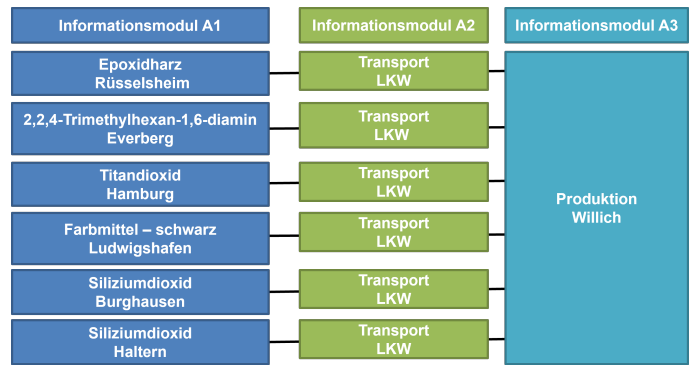 Informationsmodul A1
Informationsmodul A2
Informationsmodul A3
Epoxidharz
Rüsselsheim
Transport
LKW
2,2,4-Trimethylhexan-1,6-diamin
Everberg
Transport
LKW
Titandioxid
Hamburg
Transport
LKW
Produktion
Willich
Farbmittel – schwarz
Ludwigshafen
Transport
LKW
Siliziumdioxid
Burghausen
Transport
LKW
Siliziumdioxid
Haltern
Transport
LKW